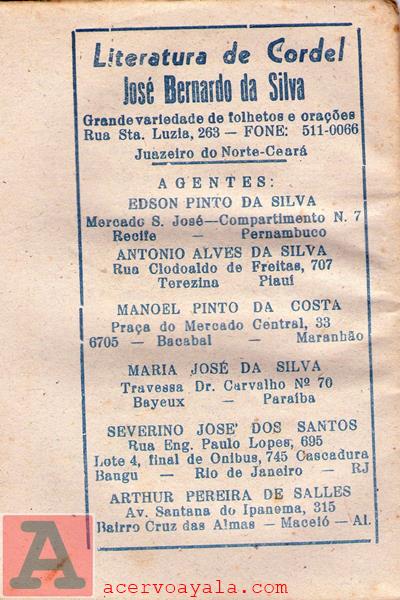 Literatura de Cordel
José Bernardo da Silva
Grande variedade de folhetos e orações
Rua Sta. Luzia, 263 — FONE: 511-0066
Juazeiro do Norte-Ceará
AGENTES:
EDSON PINTO DA SILVA
Mercado S. José—Compartimento N. 7
Recife — Pernambuco
ANTONIO ALVES DA SILVA
Rua Clodoaldo de Freitas, 707
Terezina Piauí
MANOEL PINTO DA COSTA
Praça do Mercado Central, 33
6705 — Bacabal — Maranhão
MARIA JOSÉ DA SILVA
Travessa Dr. Carvalho Nº 70
Bayeux — Paraíba
SEVERINO JOSE' DOS SANTOS
Rua Eng. Paulo Lopes, 695
Lote 4, final de Onibus, 745 Cascadura
Bangu — Rio de Janeiro — RJ
ARTHUR PEREIRA DE SALLES
Av. Santana do Ipanema, 315
Bairro Cruz das Almas — Maceió — Al.
A
acervoayala.com